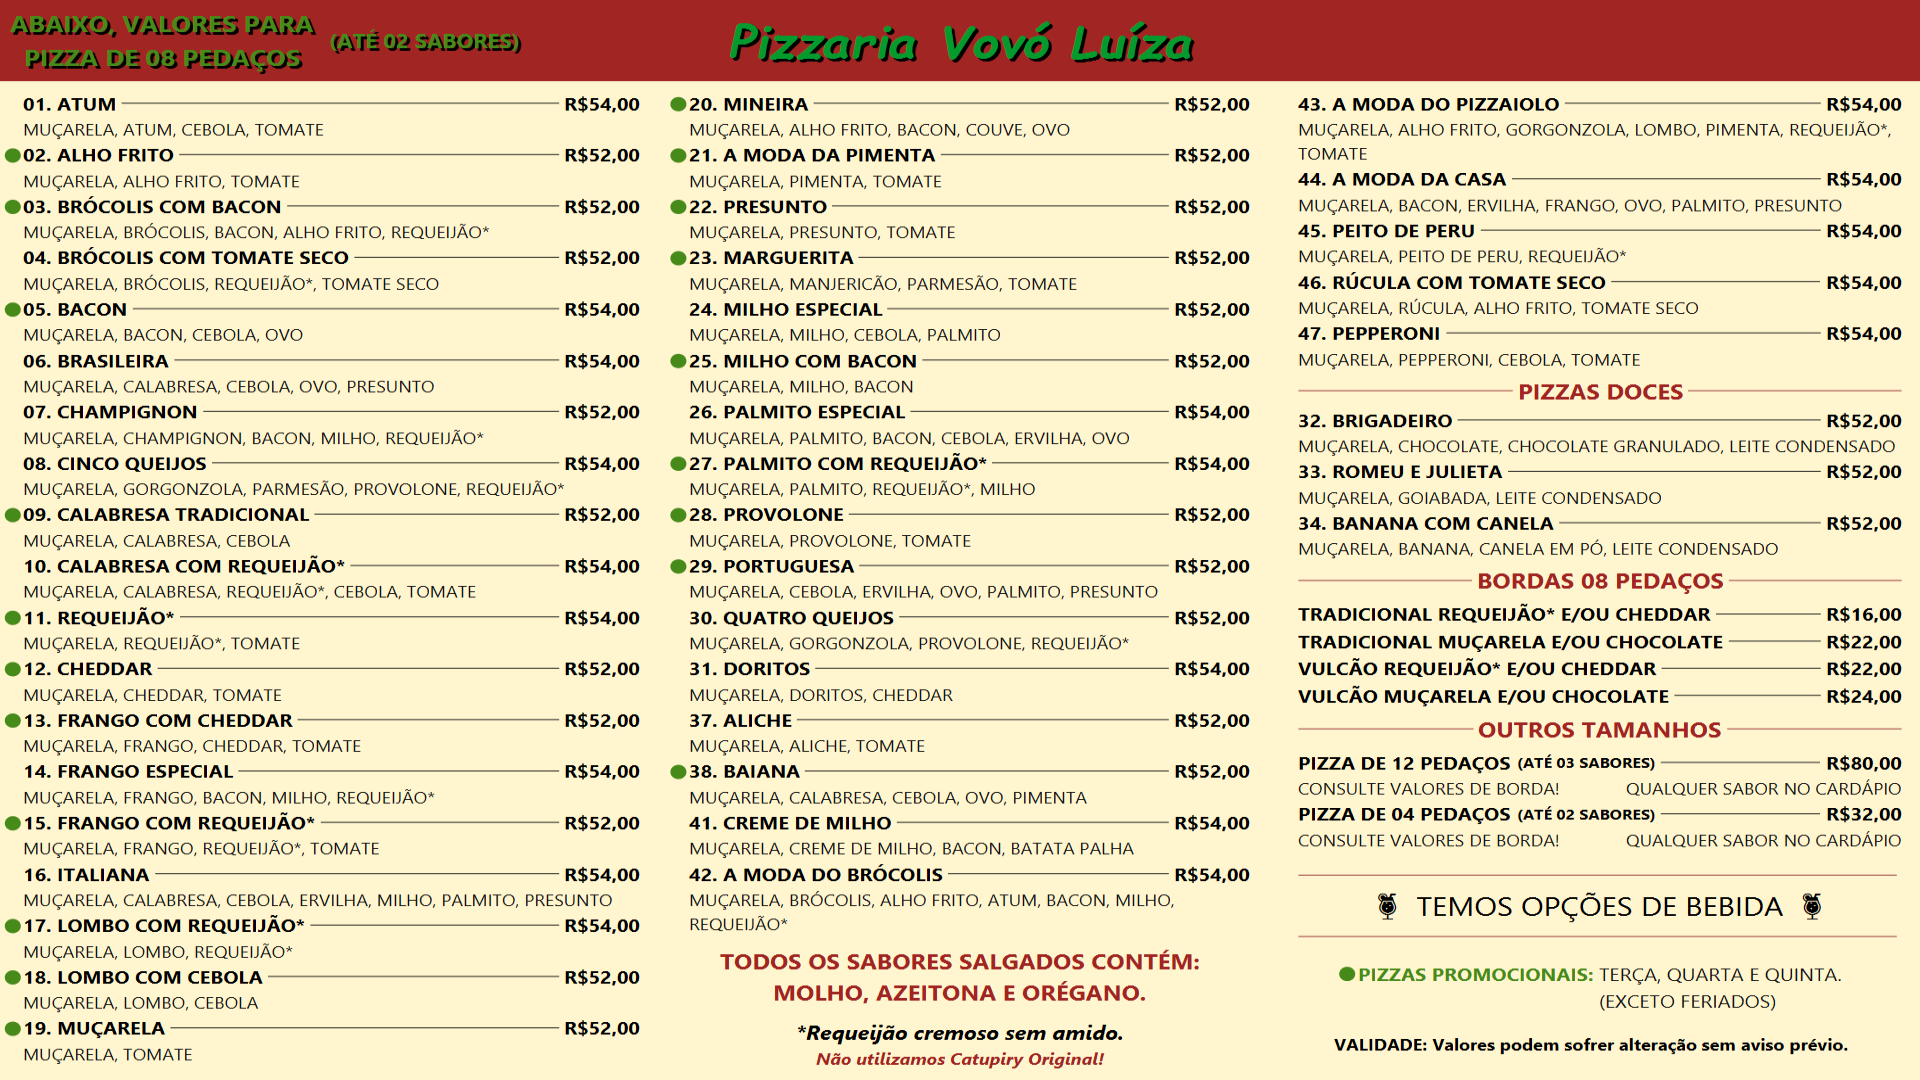 ABAIXO, VALORES PARA
PIZZA DE 08 PEDAÇOS
(ATÉ 02 SABORES)
Pizzaria Vovó Luíza
01. ATUM R$54,00
MUÇARELA, ATUM, CEBOLA, TOMATE
02. ALHO FRITO R$52,00
MUÇARELA, ALHO FRITO, TOMATE
03. BRÓCOLIS COM BACON R$52,00
MUÇARELA, BRÓCOLIS, BACON, ALHO FRITO, REQUEIJÃO*
04. BRÓCOLIS COM TOMATE SECO R$52,00
MUÇARELA, BRÓCOLIS, REQUEIJÃO*, TOMATE SECO
05. BACON R$54,00
MUÇARELA, BACON, CEBOLA, OVO
06. BRASILEIRA R$54,00
MUÇARELA, CALABRESA, CEBOLA, OVO, PRESUNTO
07. CHAMPIGNON R$52,00
MUÇARELA, CHAMPIGNON, BACON, MILHO, REQUEIJÃO*
08. CINCO QUEIJOS R$54,00
MUÇARELA, GORGONZOLA, PARMESÃO, PROVOLONE, REQUEIJÃO*
09. CALABRESA TRADICIONAL R$52,00
MUÇARELA, CALABRESA, CEBOLA
10. CALABRESA COM REQUEIJÃO* R$54,00
MUÇARELA, CALABRESA, REQUEIJÃO*, CEBOLA, TOMATE
11. REQUEIJÃO* R$54,00
MUÇARELA, REQUEIJÃO*, TOMATE
12. CHEDDAR R$52,00
MUÇARELA, CHEDDAR, TOMATE
13. FRANGO COM CHEDDAR R$52,00
MUÇARELA, FRANGO, CHEDDAR, TOMATE
14. FRANGO ESPECIAL R$54,00
MUÇARELA, FRANGO, BACON, MILHO, REQUEIJÃO*
15. FRANGO COM REQUEIJÃO* R$52,00
MUÇARELA, FRANGO, REQUEIJÃO*, TOMATE
16. ITALIANA R$54,00
MUÇARELA, CALABRESA, CEBOLA, ERVILHA, MILHO, PALMITO, PRESUNTO
17. LOMBO COM REQUEIJÃO* R$54,00
MUÇARELA, LOMBO, REQUEIJÃO*
18. LOMBO COM CEBOLA R$52,00
MUÇARELA, LOMBO, CEBOLA
19. MUÇARELA R$52,00
MUÇARELA, TOMATE
20. MINEIRA R$52,00
MUÇARELA, ALHO FRITO, BACON, COUVE, OVO
21. A MODA DA PIMENTA R$52,00
MUÇARELA, PIMENTA, TOMATE
22. PRESUNTO R$52,00
MUÇARELA, PRESUNTO, TOMATE
23. MARGUERITA R$52,00
MUÇARELA, MANJERICÃO, PARMESÃO, TOMATE
24. MILHO ESPECIAL R$52,00
MUÇARELA, MILHO, CEBOLA, PALMITO
25. MILHO COM BACON R$52,00
MUÇARELA, MILHO, BACON
26. PALMITO ESPECIAL R$54,00
MUÇARELA, PALMITO, BACON, CEBOLA, ERVILHA, OVO
27. PALMITO COM REQUEIJÃO* R$54,00
MUÇARELA, PALMITO, REQUEIJÃO*, MILHO
28. PROVOLONE R$52,00
MUÇARELA, PROVOLONE, TOMATE
29. PORTUGUESA R$52,00
MUÇARELA, CEBOLA, ERVILHA, OVO, PALMITO, PRESUNTO
30. QUATRO QUEIJOS R$52,00
MUÇARELA, GORGONZOLA, PROVOLONE, REQUEIJÃO*
31. DORITOS R$54,00
MUÇARELA, DORITOS, CHEDDAR
37. ALICHE R$52,00
MUÇARELA, ALICHE, TOMATE
38. BAIANA R$52,00
MUÇARELA, CALABRESA, CEBOLA, OVO, PIMENTA
41. CREME DE MILHO R$54,00
MUÇARELA, CREME DE MILHO, BACON, BATATA PALHA
42. A MODA DO BRÓCOLIS R$54,00
MUÇARELA, BRÓCOLIS, ALHO FRITO, ATUM, BACON, MILHO,
REQUEIJÃO*
TODOS OS SABORES SALGADOS CONTÉM:
MOLHO, AZEITONA E ORÉGANO.
*Requeijão cremoso sem amido.
Não utilizamos Catupiry Original!
43. A MODA DO PIZZAIOLO R$54,00
MUÇARELA, ALHO FRITO, GORGONZOLA, LOMBO, PIMENTA, REQUEIJÃO*,
TOMATE
44. A MODA DA CASA R$54,00
MUÇARELA, BACON, ERVILHA, FRANGO, OVO, PALMITO, PRESUNTO
45. PEITO DE PERU R$54,00
MUÇARELA, PEITO DE PERU, REQUEIJÃO*
46. RÚCULA COM TOMATE SECO R$54,00
MUÇARELA, RÚCULA, ALHO FRITO, TOMATE SECO
47. PEPPERONI R$54,00
MUÇARELA, PEPPERONI, CEBOLA, TOMATE
PIZZAS DOCES
32. BRIGADEIRO R$52,00
MUÇARELA, CHOCOLATE, CHOCOLATE GRANULADO, LEITE CONDENSADO
33. ROMEU E JULIETA R$52,00
MUÇARELA, GOIABADA, LEITE CONDENSADO
34. BANANA COM CANELA R$52,00
MUÇARELA, BANANA, CANELA EM PÓ, LEITE CONDENSADO
BORDAS 08 PEDAÇOS
TRADICIONAL REQUEIJÃO* E/OU CHEDDAR R$16,00
TRADICIONAL MUÇARELA E/OU CHOCOLATE R$22,00
VULCÃO REQUEIJÃO* E/OU CHEDDAR R$22,00
VULCÃO MUÇARELA E/OU CHOCOLATE R$24,00
OUTROS TAMANHOS
PIZZA DE 12 PEDAÇOS (ATÉ 03 SABORES) R$80,00
CONSULTE VALORES DE BORDA! QUALQUER SABOR NO CARDÁPIO
PIZZA DE 04 PEDAÇOS (ATÉ 02 SABORES) R$32,00
CONSULTE VALORES DE BORDA! QUALQUER SABOR NO CARDÁPIO
TEMOS OPÇÕES DE BEBIDA
PIZZAS PROMOCIONAIS: TERÇA, QUARTA E QUINTA.
(EXCETO FERIADOS)
VALIDADE: Valores podem sofrer alteração sem aviso prévio.